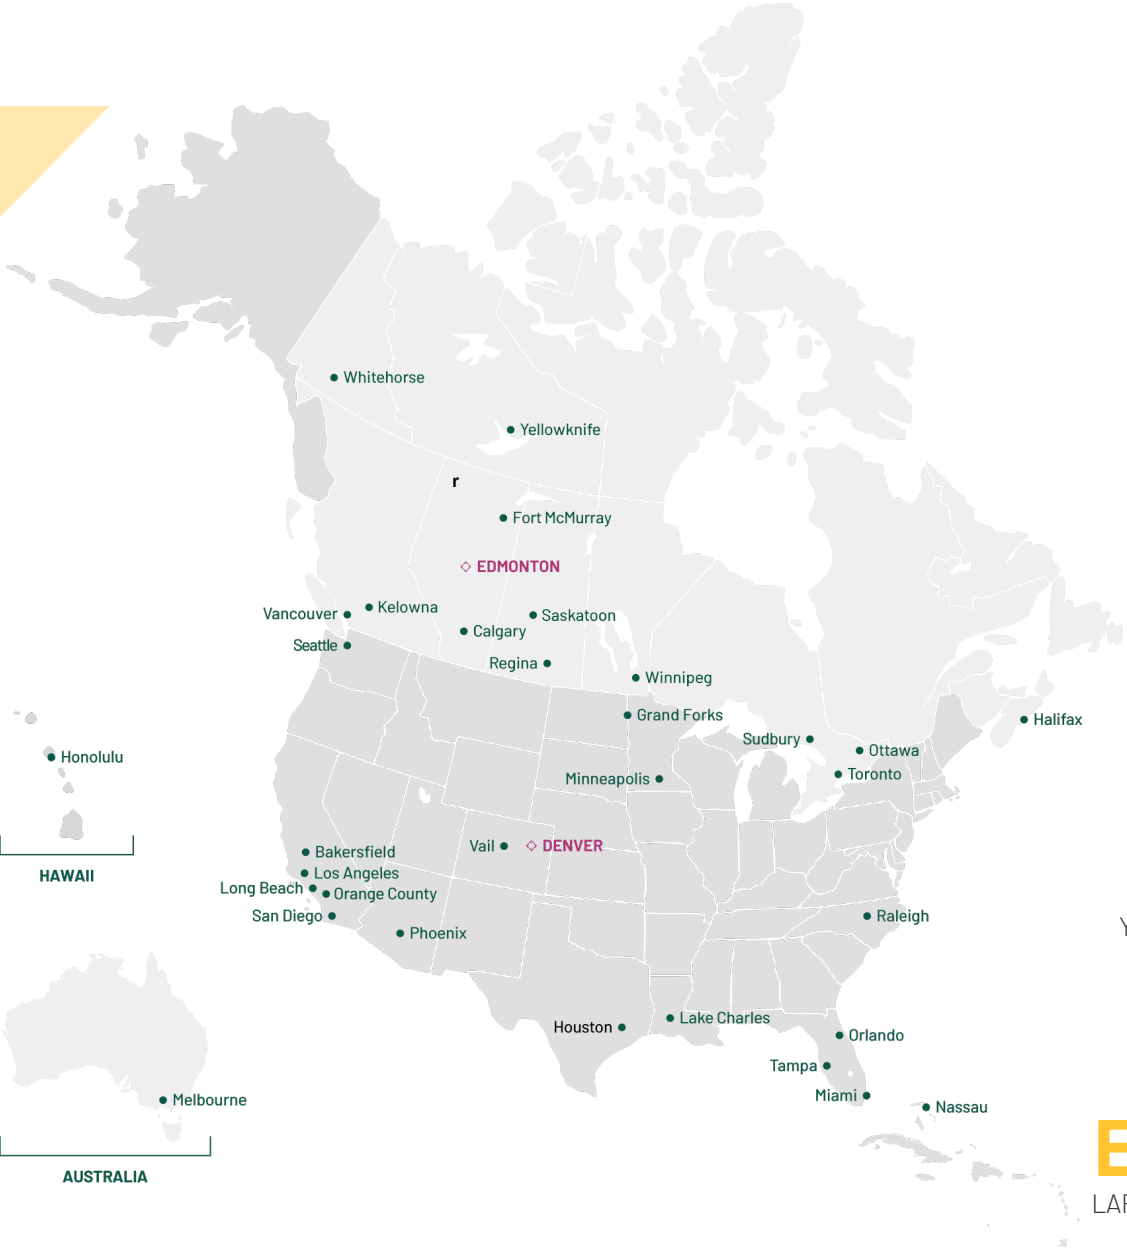 Whitehorse
Yellowknife
r
Fort McMurray
EDMONTON
Kelowna
Vancouver
Saskatoon
Calgary
Seattle
Regina
Winnipeg
Grand Forks
Halifax
Sudbury
Ottawa
Honolulu
Toronto
Minneapolis
Vail
DENVER
Bakersfield
Los Angeles
HAWAII
Long Beach
Orange County
San Diego
Raleigh
Phoenix
Y
Lake Charles
Houston
Orlando
Tampa
Miami
Melbourne
Nassau
E
AUSTRALIA
LAR